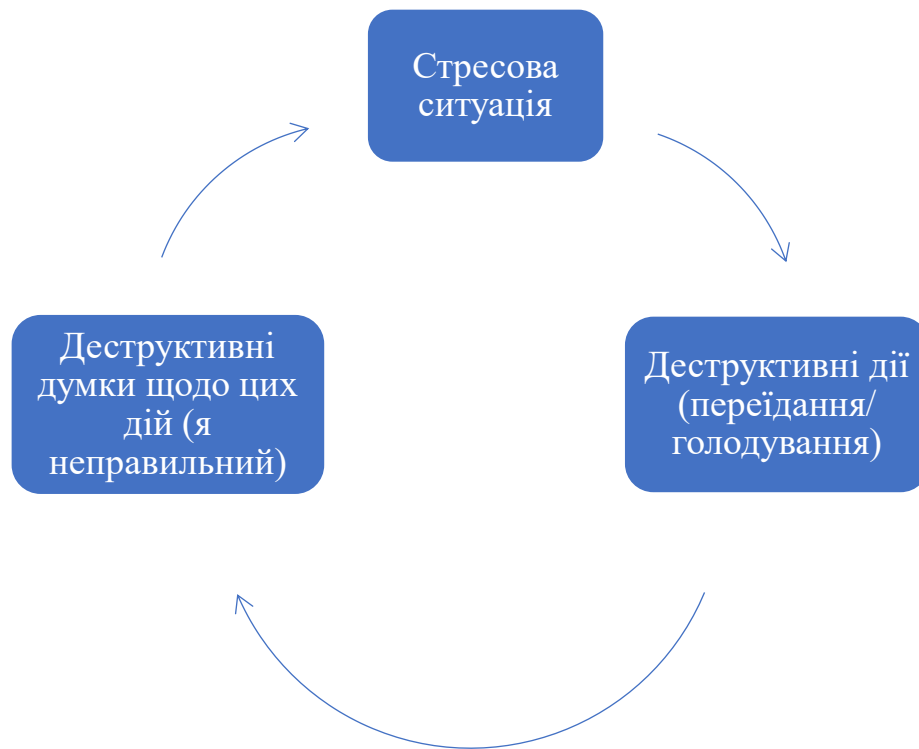 Стресова
ситуація
Деструктивні дії
(переїдання/
голодування)
Деструктивні
думки щодо цих
дій (я
неправильний)